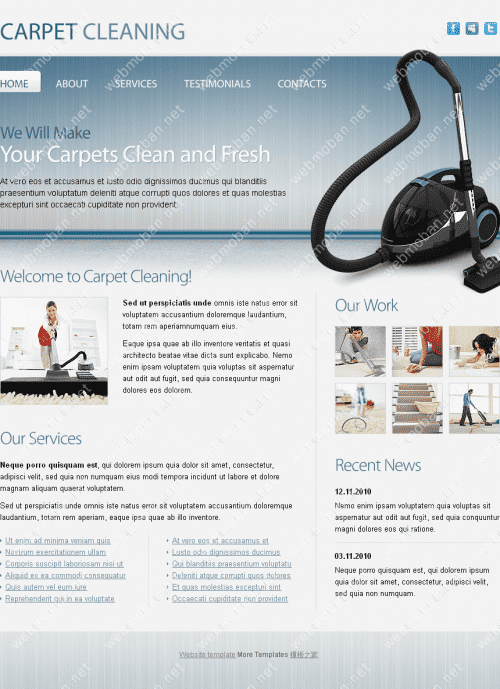 CARPET CLEANING
HOME ABOUT SERVICES TESTIMONIALS CONTACTS
We Will Make
Your Carpets Clean and Fresh
At vero eos et accusamus et iusto odio dignissimos ducimus qui blanditiis
praesentium voluptatum deleniti atque corrupti quos dolores et quas molestias
excepturi sint occaecati cupiditate non provident.
Welcome to Carpet Cleaning!
Sed ut perspiciatis unde omnis iste natus error sit
voluptatem accusantium doloremque laudantium,
totam rem aperiamnumquam eius.
Eaque ipsa quae ab illo inventore veritatis et quasi
architecto beatae vitae dicta sunt explicabo. Nemo
enim ipsam voluptatem quia voluptas sit aspernatur
aut odit aut fugit, sed quia consequuntur magni
dolores eos dolorem.
Our Services
Neque porro quisquam est, qui dolorem ipsum quia dolor sit amet, consectetur,
adipisci velit, sed quia non numquam eius modi tempora incidunt ut labore et dolore
magnam aliquam quaerat voluptatem.
Sed ut perspiciatis unde omnis iste natus error sit voluptatem accusantium doloremque
laudantium, totam rem aperiam, eaque ipsa quae ab illo inventore.
Ut enim ad minima veniam quis
Nostrum exercitationem ullam
Corporis suscipit laboriosam nisi ut
Aliquid ex ea commodi consequatur
Quis autem vel eum iure
Reprehenderit qui in ea voluptate
At vero eos et accusamus et
Iusto odio dignissimos ducimus
Qui blanditiis praesentium voluptatu
Deleniti atque corrupti quos dolores
Et quas molestias excepturi sint
Occaecati cupiditate non provident
Our Work
Recent News
12.11.2010
Nemo enim ipsam voluptatem quia voluptas sit
aspernatur aut odit aut fugit, sed quia conquuntur
magni dolores eos qui ratione.
03.11.2010
Neque porro quisquam est, qui dolorem ipsum
quia dolor sit amet, consectetur, adipisci velit,
sed quia non numquam.
Website template More Templates 模板之家
webmoban.net